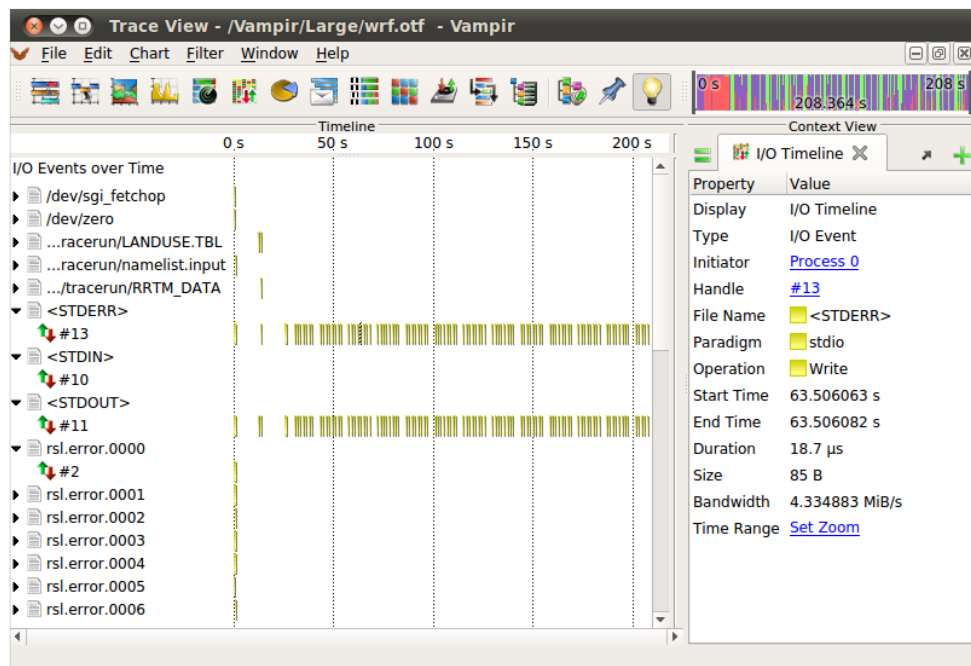 Trace View - /Vampir/Large/wrf.otf - Vampir
File Edit Chart Filter Window Help
0 s 208 s
208.364 s
Timeline
0 s 50 s 100 s 150 s 200 s
I/O Events over Time
/dev/sgi_fetchop
/dev/zero
...racerun/LANDUSE.TBL
...racerun/namelist.input
.../tracerun/RRTM_DATA
<STDERR>
#13
<STDIN>
#10
<STDOUT>
#11
rsl.error.0000
#2
rsl.error.0001
rsl.error.0002
rsl.error.0003
rsl.error.0004
rsl.error.0005
rsl.error.0006
Context View
I/O Timeline
Property Value
Display I/O Timeline
Type I/O Event
Initiator Process 0
Handle #13
File Name <STDERR>
Paradigm stdio
Operation Write
Start Time 63.506063 s
End Time 63.506082 s
Duration 18.7 µs
Size 85 B
Bandwidth 4.334883 MiB/s
Time Range Set Zoom